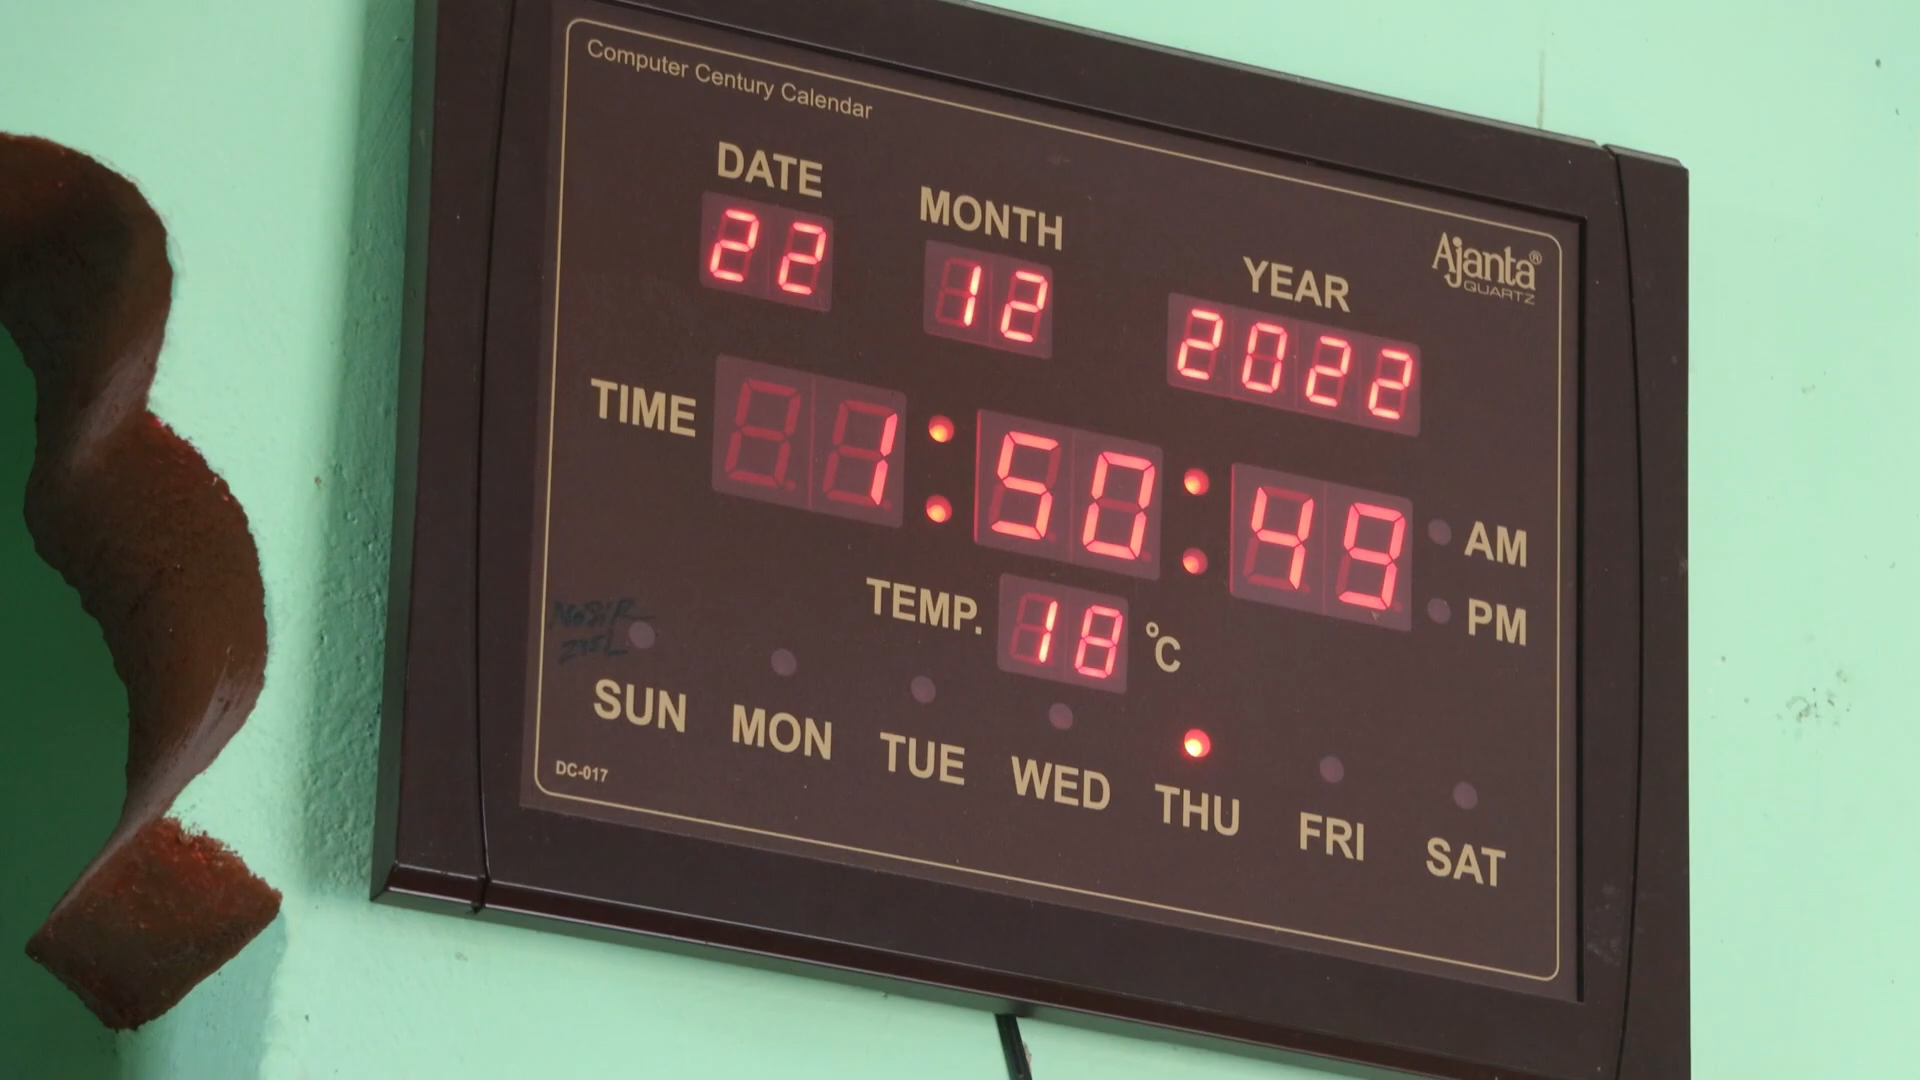 Computer Century Calendar
DATE
MONTH
YEAR
22
12
2022
Ajanta®
QUARTZ
TIME
1:50:49
AM
PM
TEMP. 18 °C
SUN MON TUE WED THU FRI SAT
DC-017